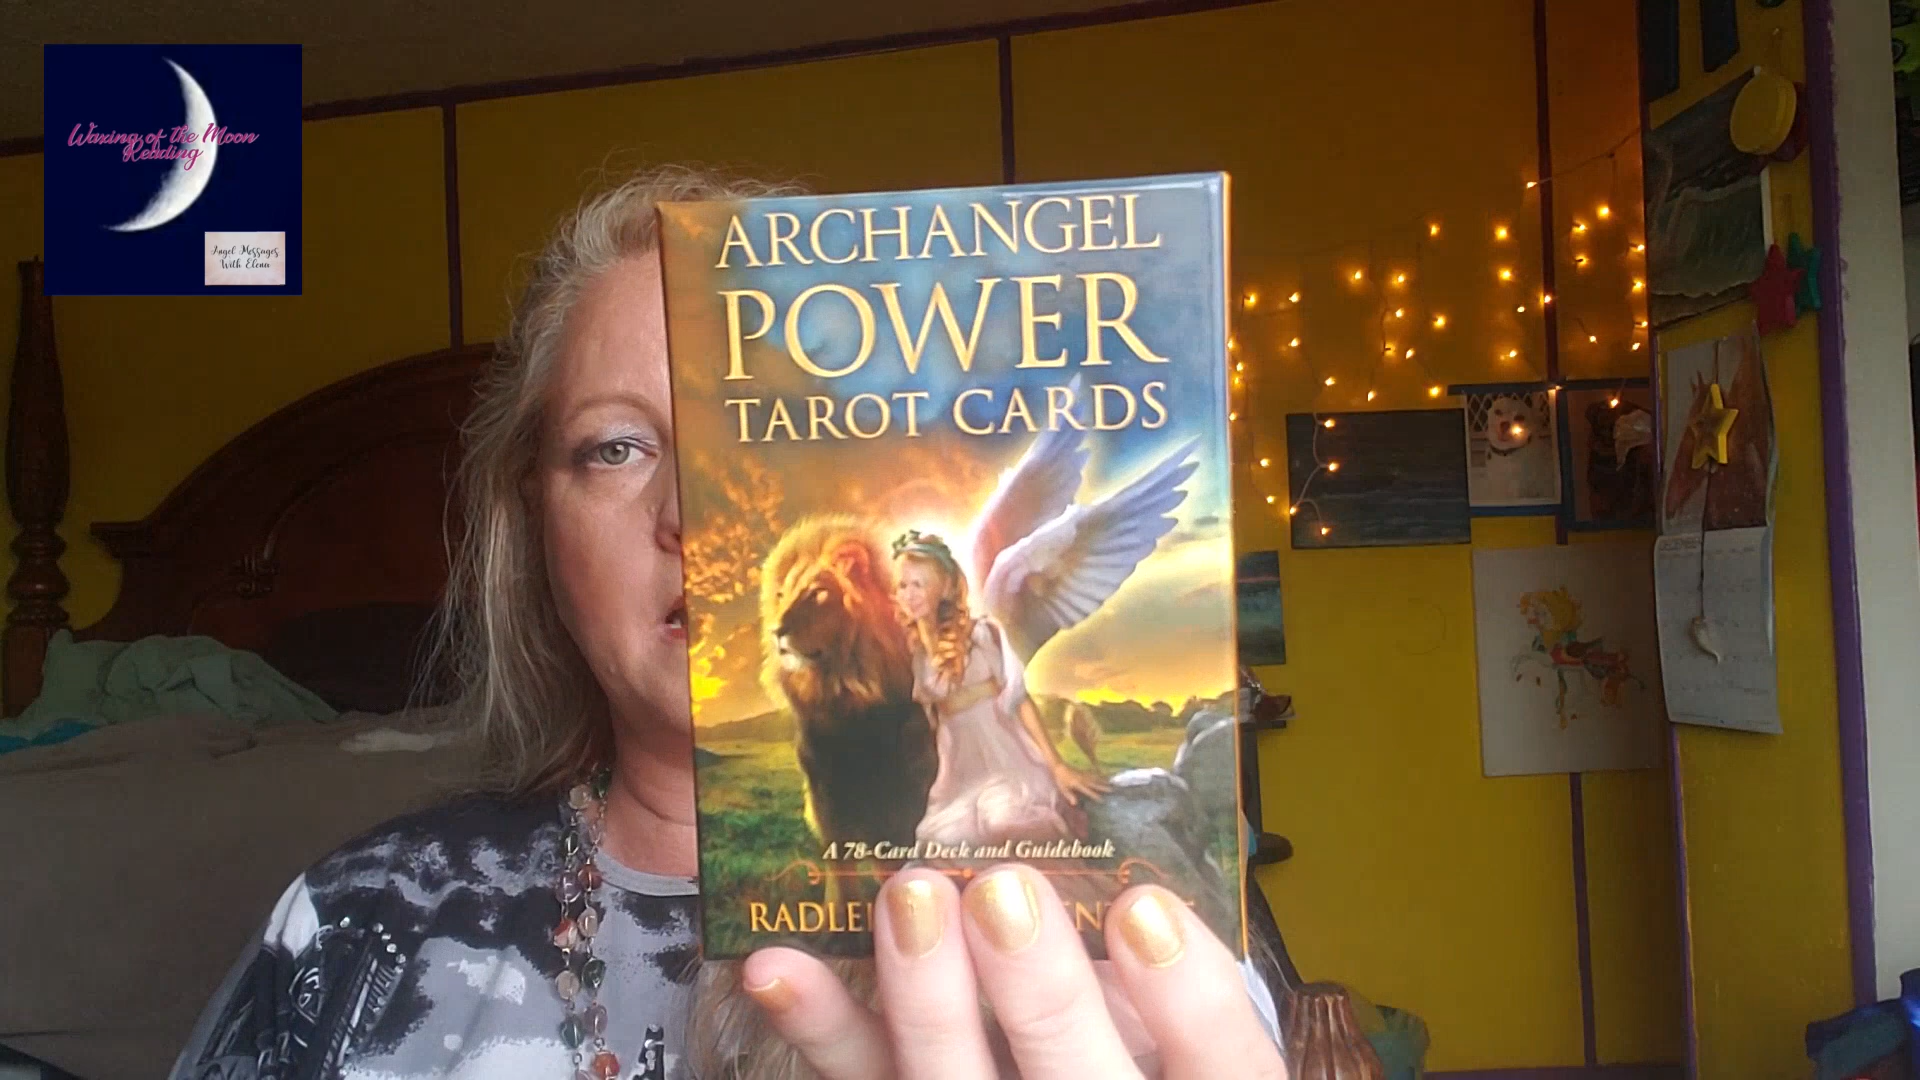 Waxing of the Moon
Reading
Angel Messages
With Elena
ARCHANGEL
POWER
TAROT CARDS
A 78-Card Deck and Guidebook